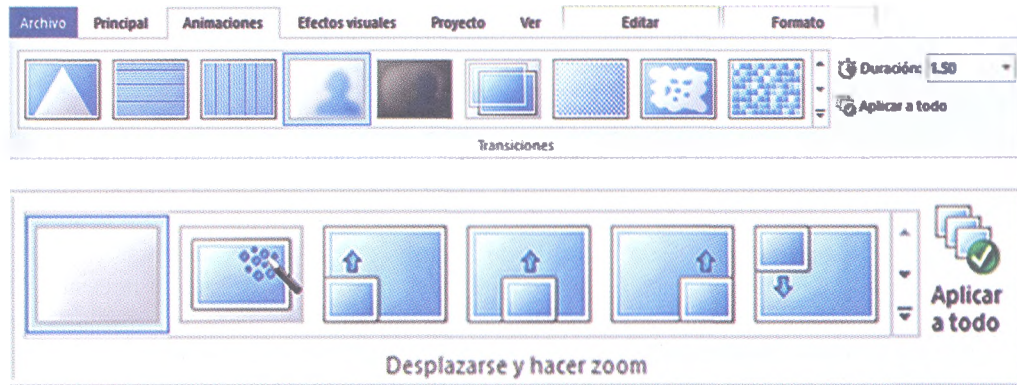 Archivo Principal Animaciones Efectos visuales Proyecto Ver Editar Formato
Duración: 1.50
Aplicar a todo
Transiciones
Aplicar
a todo
Desplazarse y hacer zoom